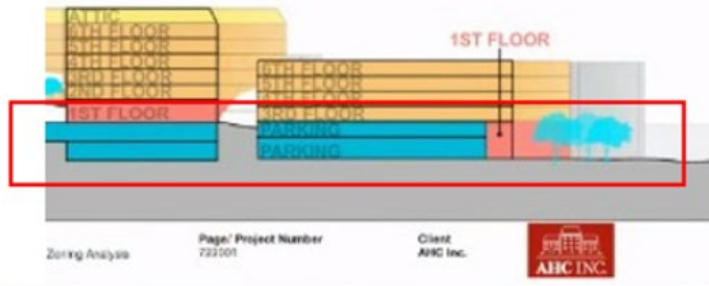 ATTIC
6TH FLOOR
5TH FLOOR
4TH FLOOR
3RD FLOOR
2ND FLOOR
1ST FLOOR
1ST FLOOR
6TH FLOOR
5TH FLOOR
4TH FLOOR
3RD FLOOR
PARKING
PARKING
Zoning Analysis
Page/ Project Number
Client
AHC Inc.
AHC INC.